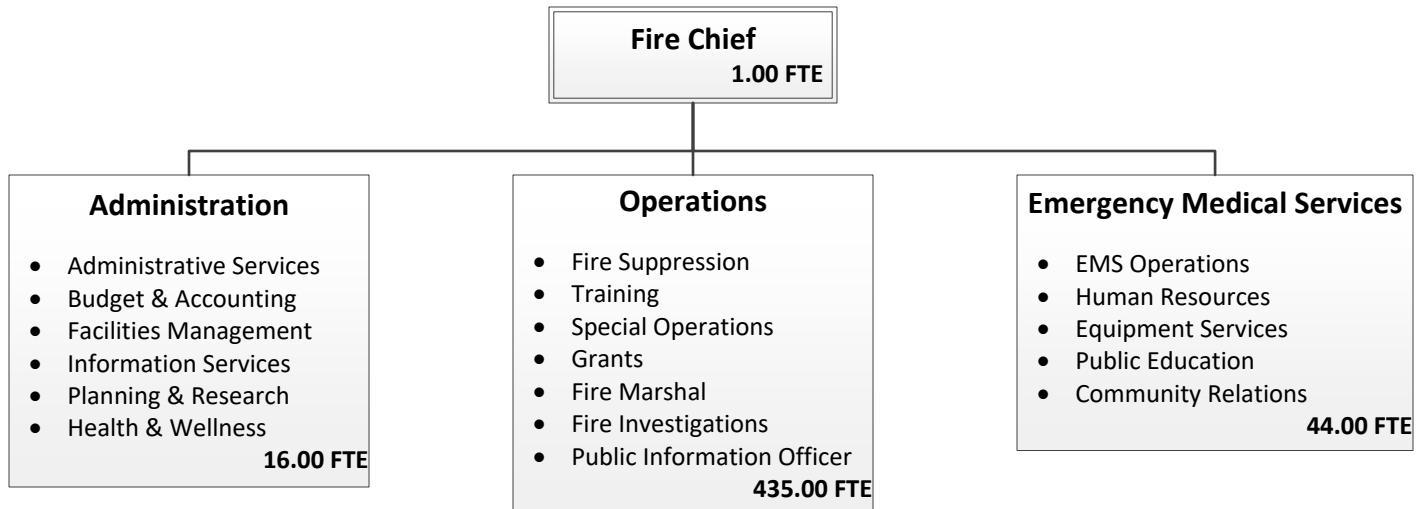 Fire Chief
1.00 FTE
Administration
• Administrative Services
• Budget & Accounting
• Facilities Management
• Information Services
• Planning & Research
• Health & Wellness
16.00 FTE
Operations
• Fire Suppression
• Training
• Special Operations
• Grants
• Fire Marshal
• Fire Investigations
• Public Information Officer
435.00 FTE
Emergency Medical Services
• EMS Operations
• Human Resources
• Equipment Services
• Public Education
• Community Relations
44.00 FTE